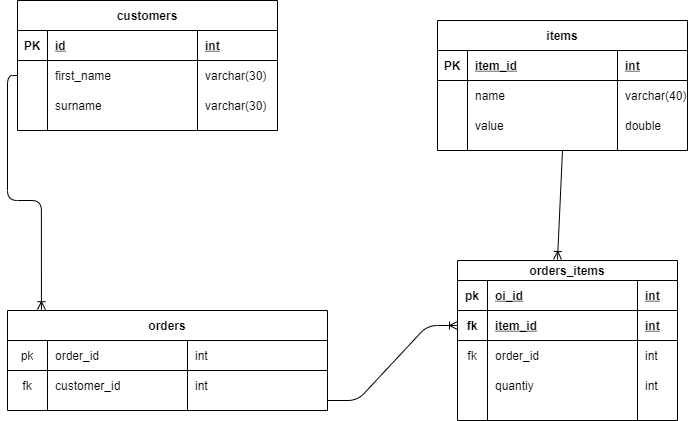 customers
PK id int
first_name varchar(30)
surname varchar(30)
items
PK item_id int
name varchar(40)
value double
orders
pk order_id int
fk customer_id int
orders_items
pk oi_id int
fk item_id int
fk order_id int
quantiy int